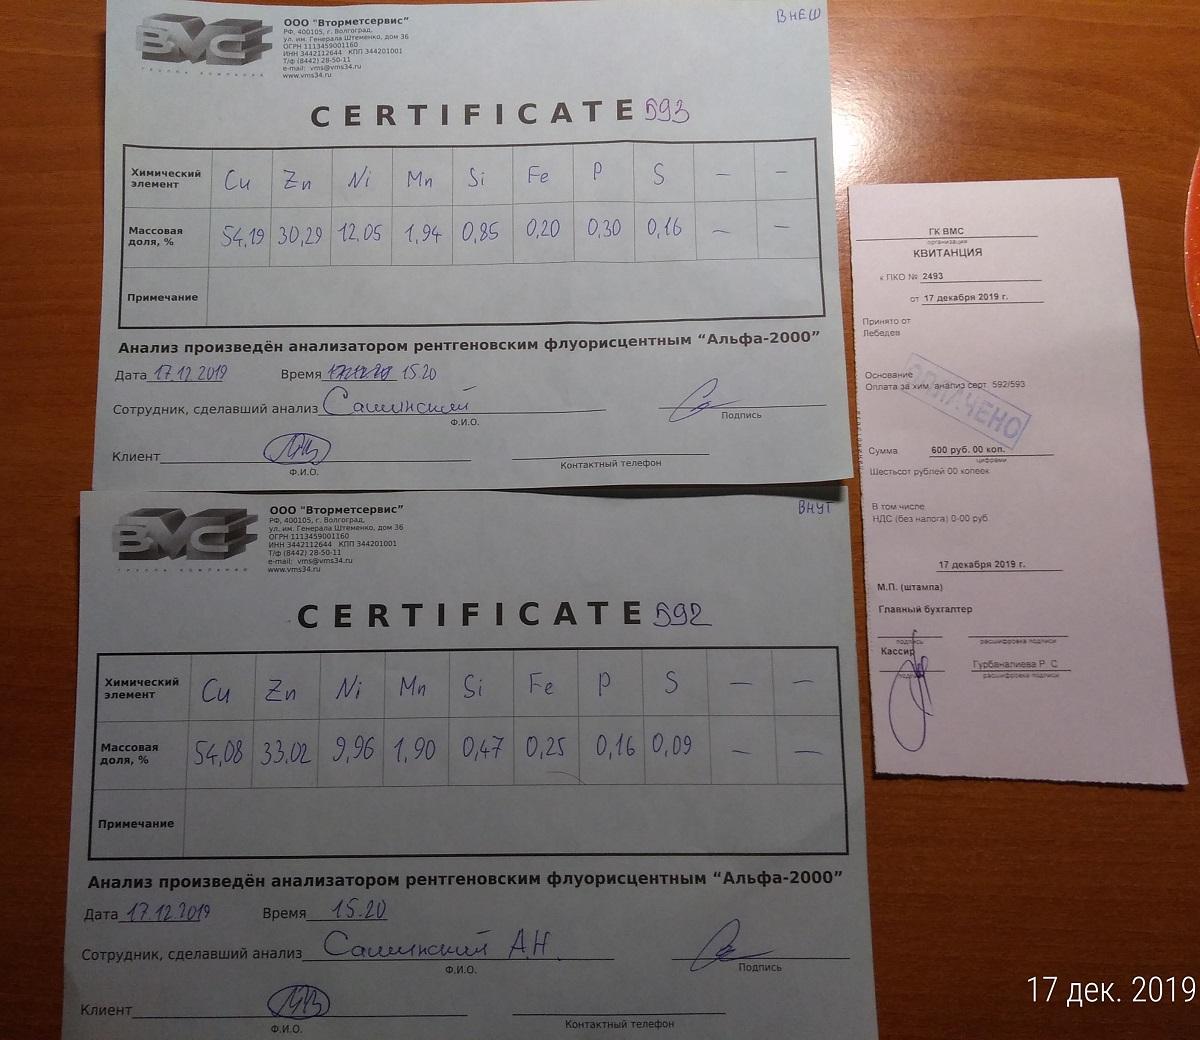 ВМС
ГРУППА КОМПАНИЙ
ООО "Вторметсервис"
РФ, 400105, г. Волгоград,
ул. им. Генерала Штеменко, дом 36
ОГРН 1113459001160
ИНН 3442112644 КПП 344201001
Т/ф (8442) 28-50-11
e-mail: vms@vms34.ru
www.vms34.ru
ВНЕШ
CERTIFICATE 593
Химический элемент Cu Zn Ni Mn Si Fe P S — —
Массовая доля, % 54,19 30,29 12,05 1,94 0,85 0,20 0,30 0,16 — —
Примечание
Анализ произведён анализатором рентгеновским флуорисцентным “Альфа-2000”
Дата 17.12.2019 Время 15.20
Сотрудник, сделавший анализ Сашинский
Ф.И.О. Подпись
Клиент
Ф.И.О. Контактный телефон
ВМС
ГРУППА КОМПАНИЙ
ООО "Вторметсервис"
РФ, 400105, г. Волгоград,
ул. им. Генерала Штеменко, дом 36
ОГРН 1113459001160
ИНН 3442112644 КПП 344201001
Т/ф (8442) 28-50-11
e-mail: vms@vms34.ru
www.vms34.ru
ВНУТ
CERTIFICATE 592
Химический элемент Cu Zn Ni Mn Si Fe P S — —
Массовая доля, % 54,08 33,02 9,96 1,90 0,47 0,25 0,16 0,09 — —
Примечание
Анализ произведён анализатором рентгеновским флуорисцентным “Альфа-2000”
Дата 17.12.2019 Время 15.20
Сотрудник, сделавший анализ Сашинский А.Н.
Ф.И.О. Подпись
Клиент
Ф.И.О. Контактный телефон
ГК ВМС
организация
КВИТАНЦИЯ
к ПКО № 2493
от 17 декабря 2019 г.
Принято от
Лебедев
Основание
Оплата за хим. анализ серт. 592/593
ОПЛАЧЕНО
Сумма 600 руб. 00 коп.
цифрами
Шестьсот рублей 00 копеек
В том числе
НДС (без налога) 0-00 руб.
17 декабря 2019 г.
М.П. (штампа)
Главный бухгалтер
подпись расшифровка подписи
Кассир Гурбаналиева Р. С
подпись расшифровка подписи
17 дек. 2019